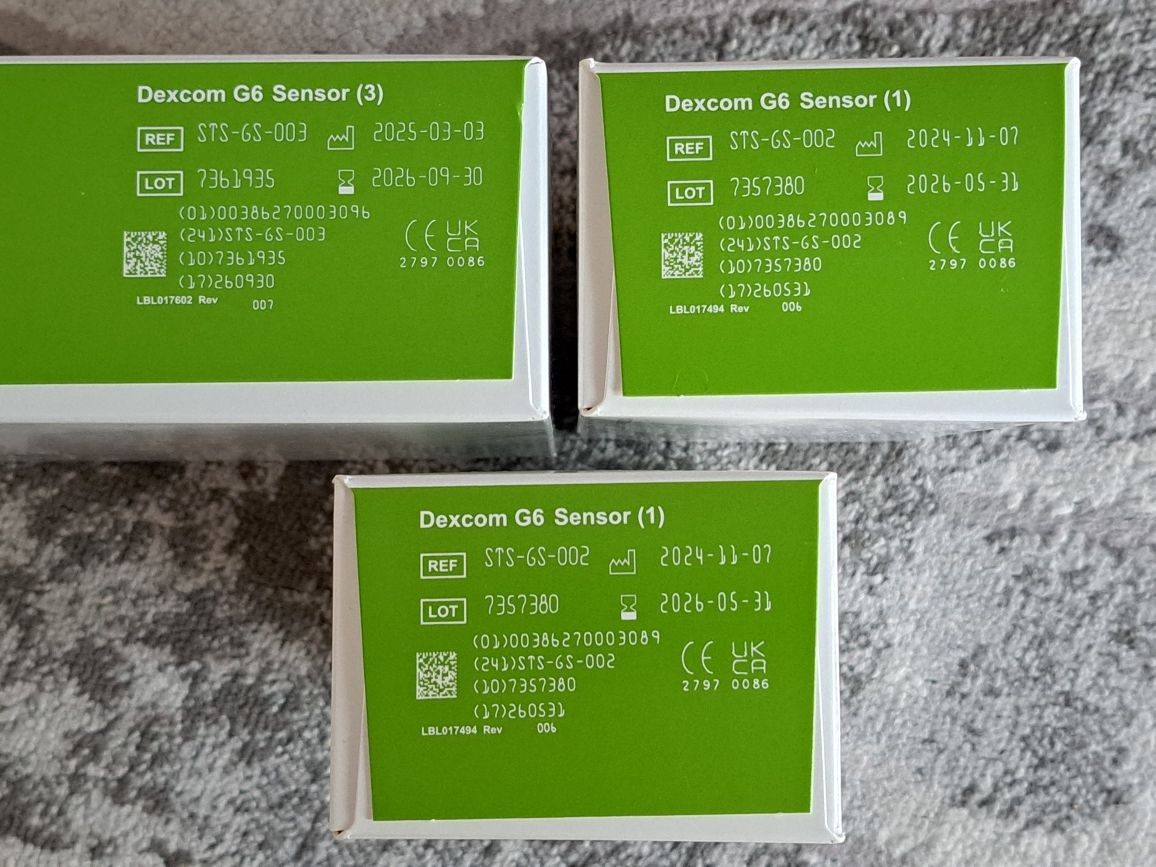 Dexcom G6 Sensor (3)
REF STS-GS-003 2025-03-03
LOT 7361935 2026-09-30
(01)00386270003096
(241)STS-GS-003
(10)7361935
(17)260930
CE UK CA
2797 0086
LBL017602 Rev 007
Dexcom G6 Sensor (1)
REF STS-GS-002 2024-11-07
LOT 7357380 2026-05-31
(01)00386270003089
(241)STS-GS-002
(10)7357380
(17)260531
CE UK CA
2797 0086
LBL017494 Rev 006
Dexcom G6 Sensor (1)
REF STS-GS-002 2024-11-07
LOT 7357380 2026-05-31
(01)00386270003089
(241)STS-GS-002
(10)7357380
(17)260531
CE UK CA
2797 0086
LBL017494 Rev 006